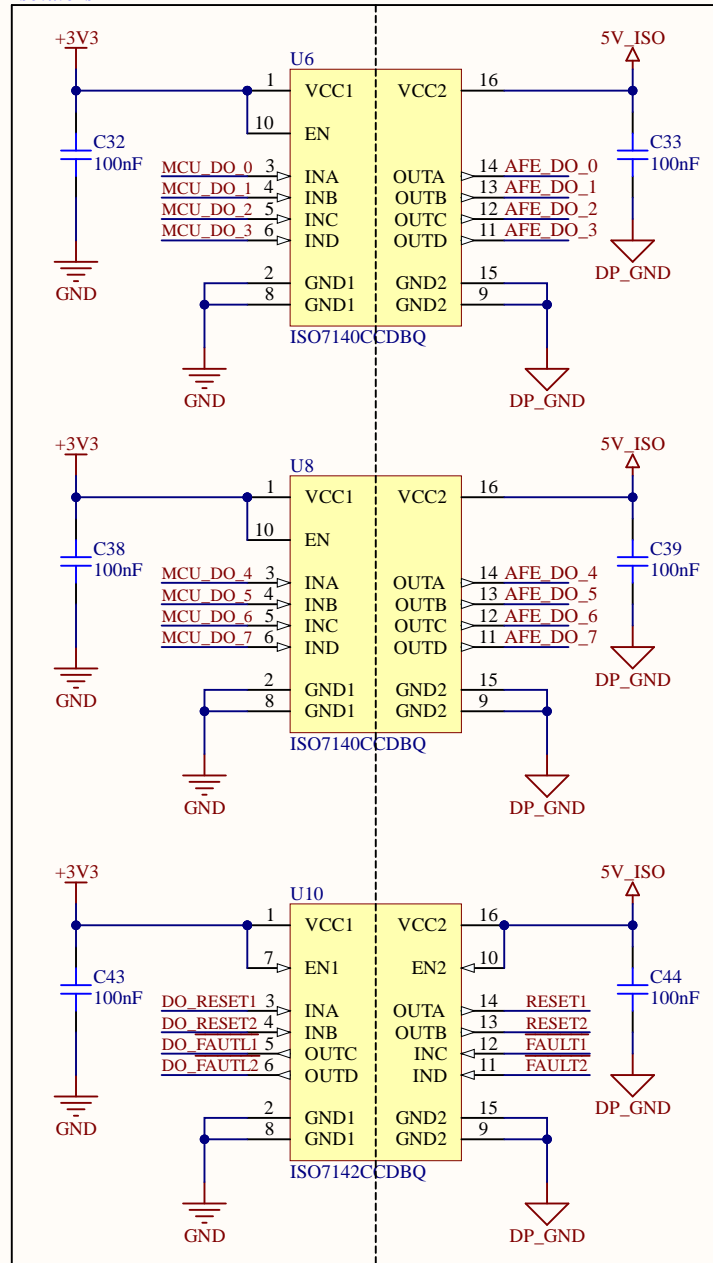 +3V3 5V_ISO
U6
1 VCC1 VCC2 16
10 EN
C32 100nF C33 100nF
MCU_DO_0 3 INA OUTA 14 AFE_DO_0
MCU_DO_1 4 INB OUTB 13 AFE_DO_1
MCU_DO_2 5 INC OUTC 12 AFE_DO_2
MCU_DO_3 6 IND OUTD 11 AFE_DO_3
2 GND1 GND2 15
8 GND1 GND2 9
GND DP_GND
ISO7140CCDBQ
GND DP_GND
+3V3 5V_ISO
U8
1 VCC1 VCC2 16
10 EN
C38 100nF C39 100nF
MCU_DO_4 3 INA OUTA 14 AFE_DO_4
MCU_DO_5 4 INB OUTB 13 AFE_DO_5
MCU_DO_6 5 INC OUTC 12 AFE_DO_6
MCU_DO_7 6 IND OUTD 11 AFE_DO_7
2 GND1 GND2 15
8 GND1 GND2 9
GND DP_GND
ISO7140CCDBQ
GND DP_GND
+3V3 5V_ISO
U10
1 VCC1 VCC2 16
7 EN1 EN2 10
C43 100nF C44 100nF
DO_RESET1 3 INA OUTA 14 RESET1
DO_RESET2 4 INB OUTB 13 RESET2
DO_FAUTL1 5 OUTC INC 12 FAULT1
DO_FAUTL2 6 OUTD IND 11 FAULT2
2 GND1 GND2 15
8 GND1 GND2 9
GND DP_GND
ISO7142CCDBQ
GND DP_GND